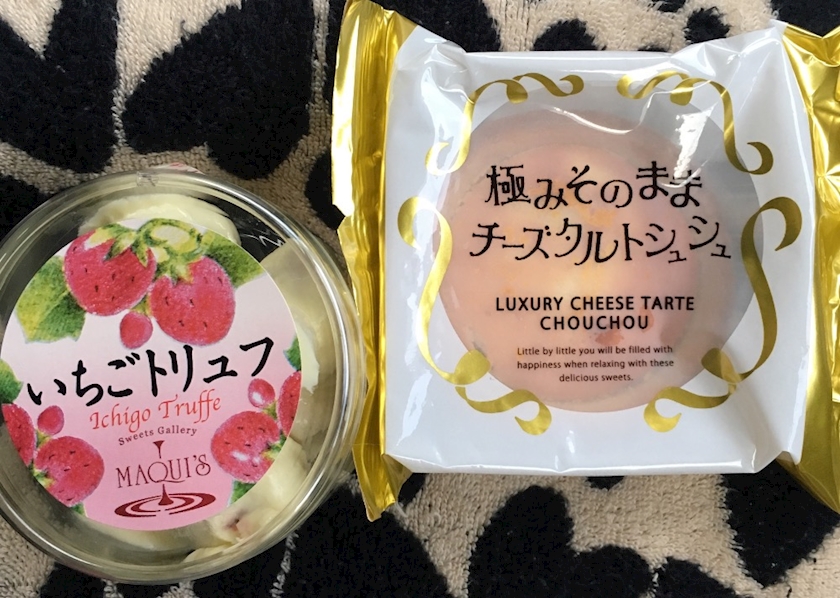 いちごトリュフ
Ichigo Truffe
Sweets Gallery
MAQUI'S
極みそのまま
チーズタルトシュシュ
LUXURY CHEESE TARTE
CHOUCHOU
Little by little you will be filled with
happiness when relaxing with these
delicious sweets.